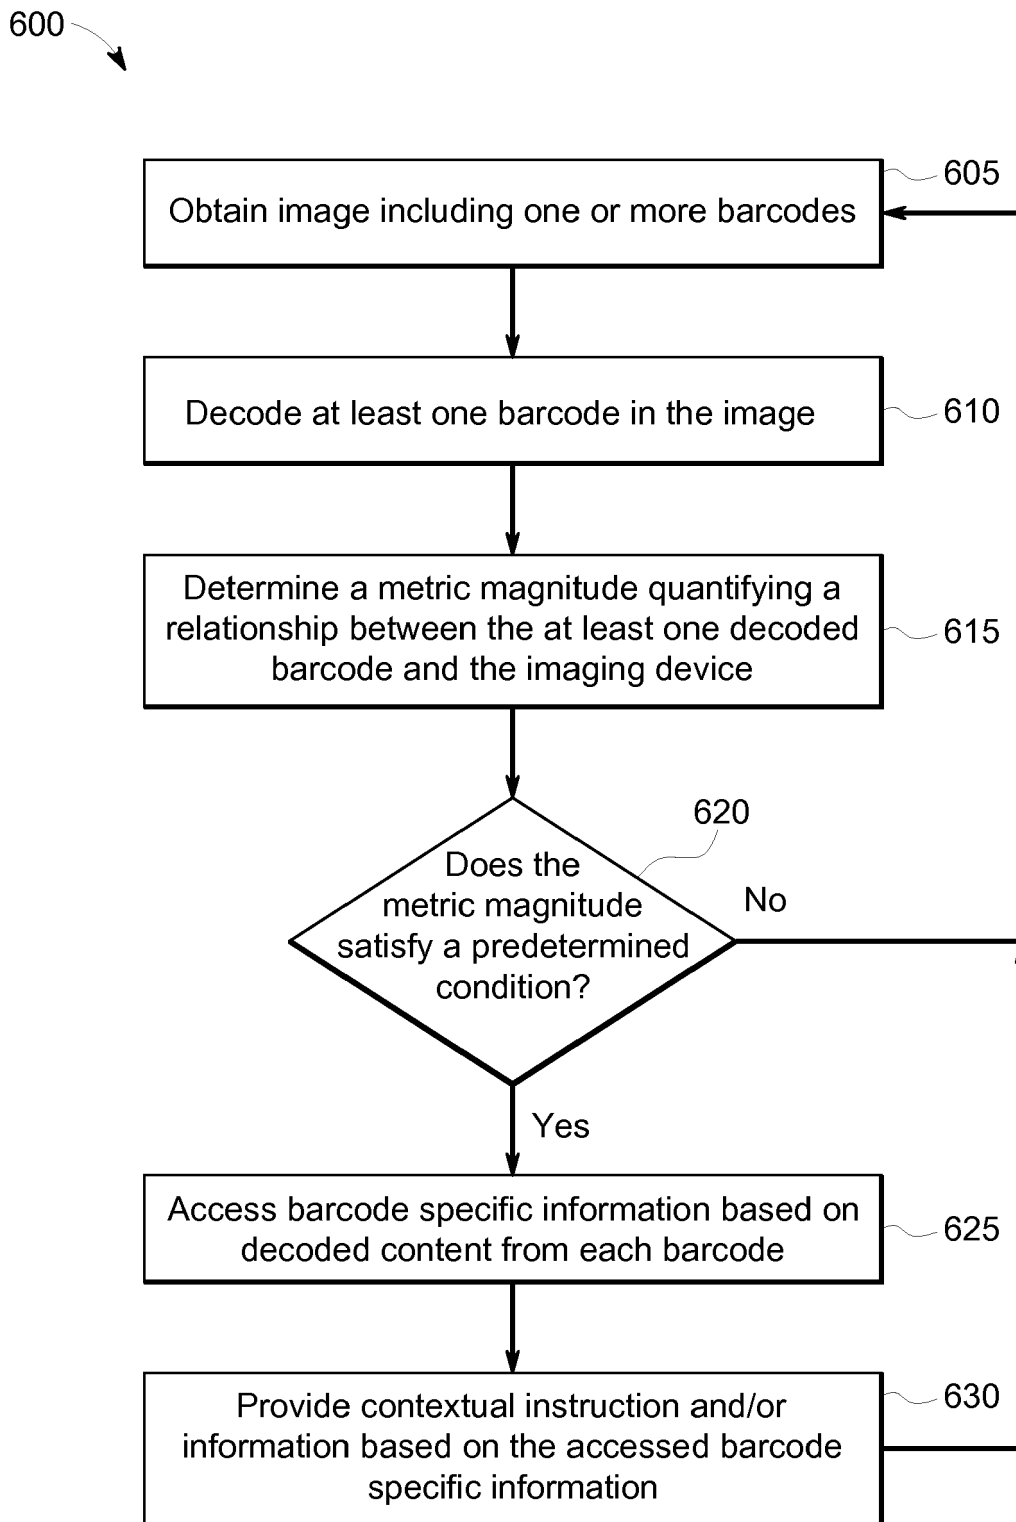 600
605
Obtain image including one or more barcodes
Decode at least one barcode in the image
610
Determine a metric magnitude quantifying a
relationship between the at least one decoded
barcode and the imaging device
615
620
Does the
metric magnitude
satisfy a predetermined
condition?
No
Yes
Access barcode specific information based on
decoded content from each barcode
625
630
Provide contextual instruction and/or
information based on the accessed barcode
specific information